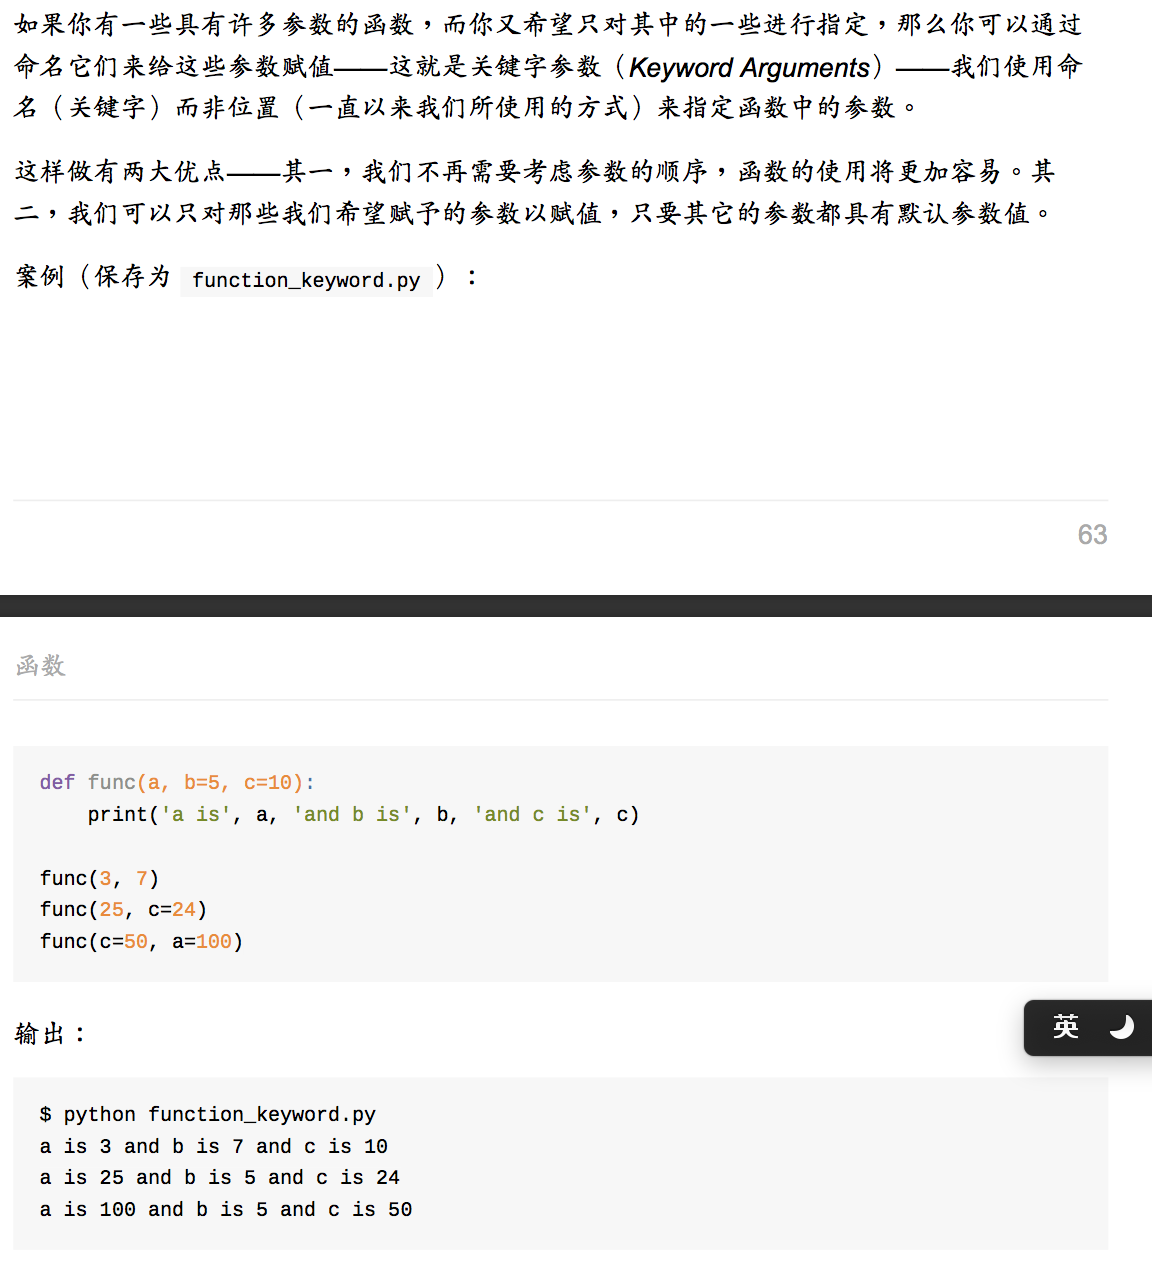 如果你有一些具有许多参数的函数，而你又希望只对其中的一些进行指定，那么你可以通过
命名它们来给这些参数赋值——这就是关键字参数（Keyword Arguments）——我们使用命
名（关键字）而非位置（一直以来我们所使用的方式）来指定函数中的参数。
这样做有两大优点——其一，我们不再需要考虑参数的顺序，函数的使用将更加容易。其
二，我们可以只对那些我们希望赋予的参数以赋值，只要其它的参数都具有默认参数值。
案例（保存为 function_keyword.py ）：
63
函数
def func(a, b=5, c=10):
    print('a is', a, 'and b is', b, 'and c is', c)
func(3, 7)
func(25, c=24)
func(c=50, a=100)
输出：
英
$ python function_keyword.py
a is 3 and b is 7 and c is 10
a is 25 and b is 5 and c is 24
a is 100 and b is 5 and c is 50